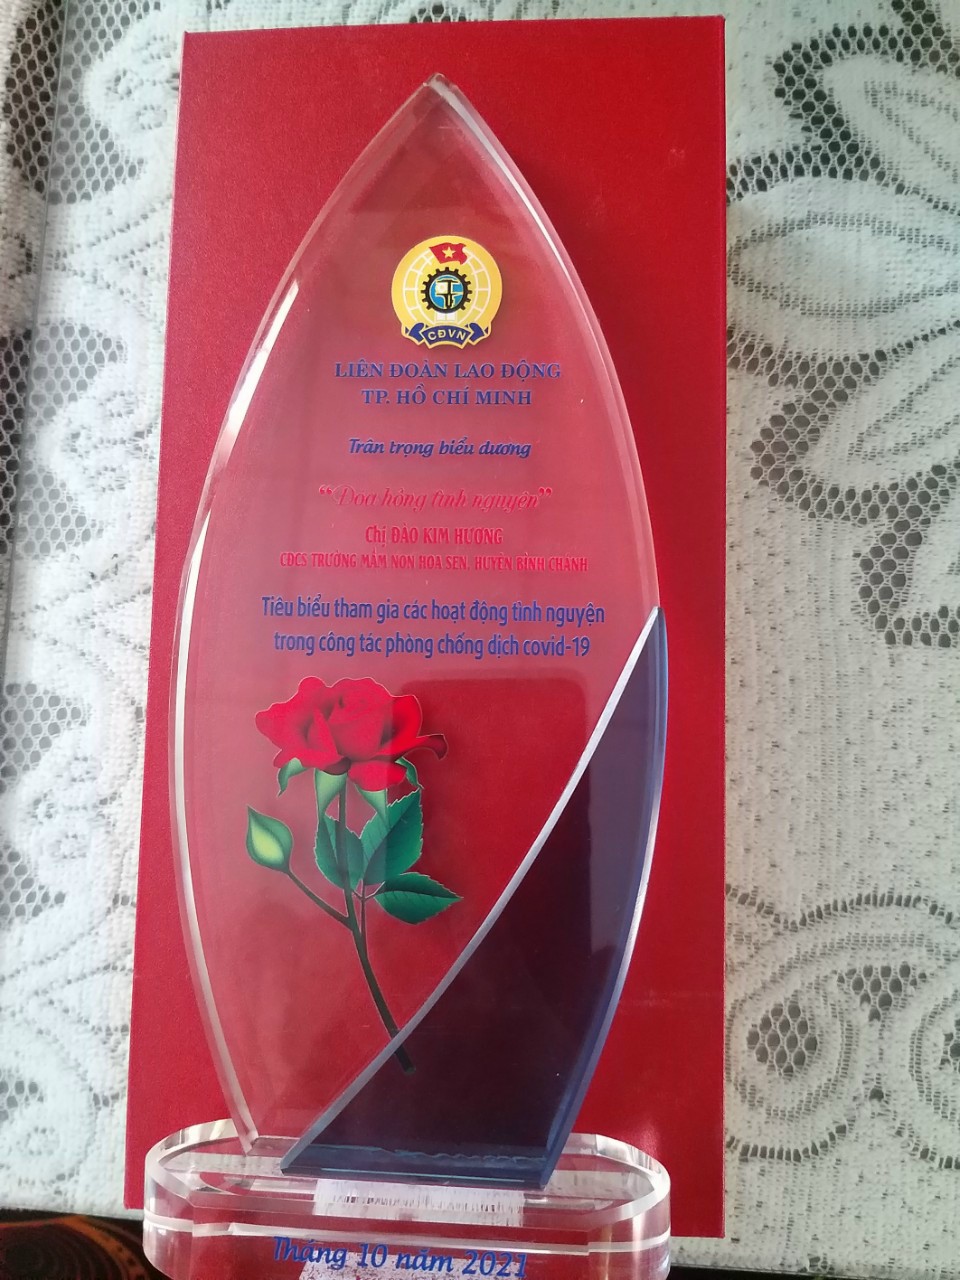 CĐVN
LIÊN ĐOÀN LAO ĐỘNG
TP. HỒ CHÍ MINH
Trân trọng biểu dương
“Đóa hồng tình nguyện”
Chị ĐÀO KIM HƯƠNG
CĐCS TRƯỜNG MẦM NON HOA SEN, HUYỆN BÌNH CHÁNH
Tiêu biểu tham gia các hoạt động tình nguyện
trong công tác phòng chống dịch covid-19
Tháng 10 năm 2021